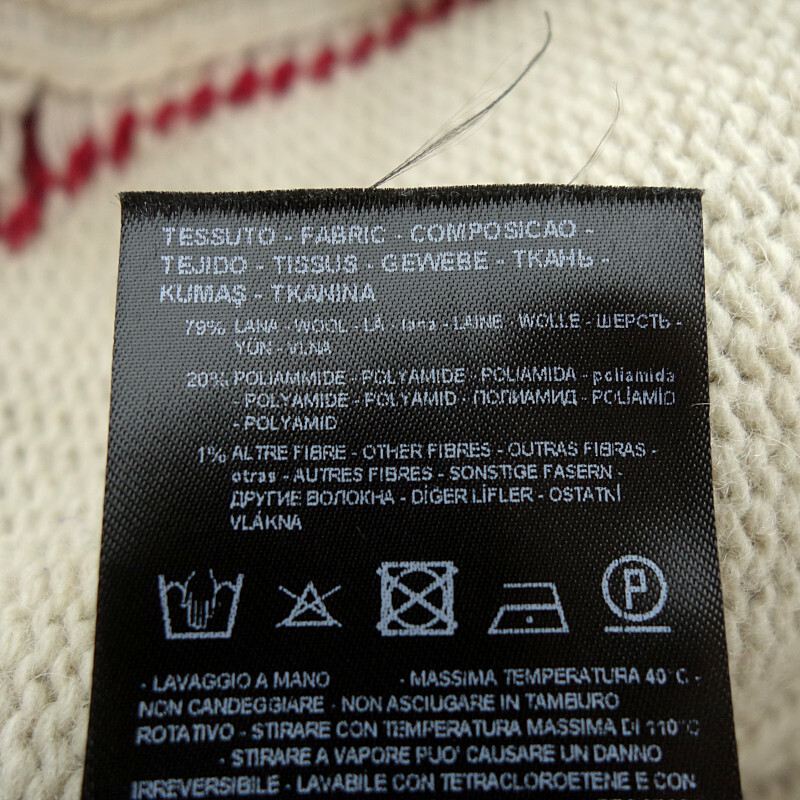 TESSUTO - FABRIC - COMPOSICAO -
TEJIDO - TISSUS - GEWEBE - ТКАНЬ -
KUMAŞ - TKANINA
79% LANA - WOOL - LÀ - lana - LAINE - WOLLE - ШЕРСТЬ -
YÜN - VLNA
20% POLIAMMIDE - POLYAMIDE - POLIAMIDA - poliamida
- POLYAMIDE - POLYAMID - ПОЛИАМИД - POLİAMİD
- POLYAMID
1% ALTRE FIBRE - OTHER FIBRES - OUTRAS FIBRAS -
otras - AUTRES FIBRES - SONSTIGE FASERN -
ДРУГИЕ ВОЛОКНА - DİGER LİFLER - OSTATNÍ
VLÁKNA
P
- LAVAGGIO A MANO - MASSIMA TEMPERATURA 40°C -
NON CANDEGGIARE - NON ASCIUGARE IN TAMBURO
ROTATIVO - STIRARE CON TEMPERATURA MASSIMA DI 110°C
- STIRARE A VAPORE PUO' CAUSARE UN DANNO
IRREVERSIBILE - LAVABILE CON TETRACLOROETENE E CON